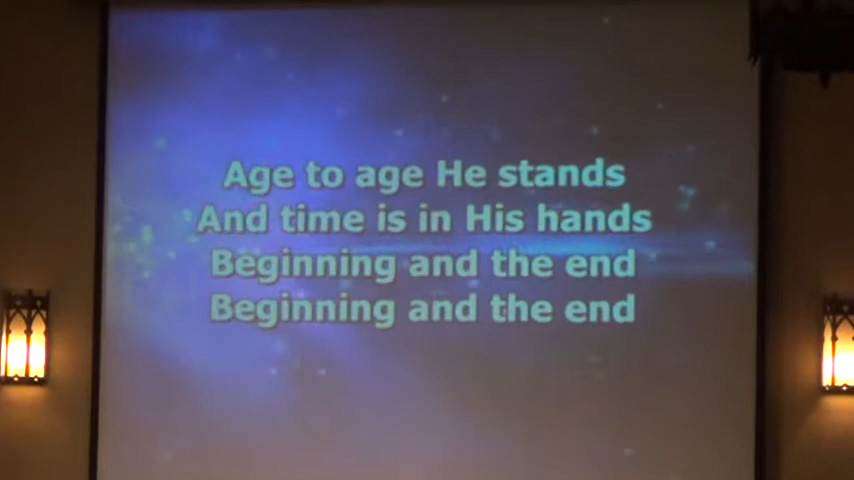 Age to age He stands
And time is in His hands
Beginning and the end
Beginning and the end